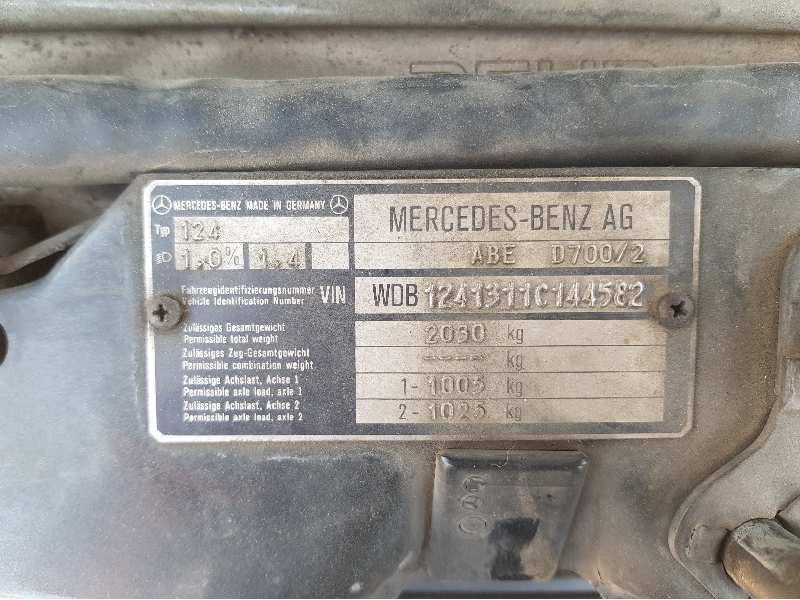 MERCEDES-BENZ MADE IN GERMANY
MERCEDES-BENZ AG
Typ 124
1,0% 1,4
ABE D700/2
Fahrzeugidentifizierungsnummer
Vehicle Identification Number
VIN WDB 1241311C144582
Zulässiges Gesamtgewicht
Permissible total weight
2030 kg
Zulässiges Zug-Gesamtgewicht
Permissible combination weight
---- kg
Zulässige Achslast, Achse 1
Permissible axle load, axle 1
1- 1005 kg
Zulässige Achslast, Achse 2
Permissible axle load, axle 2
2- 1025 kg